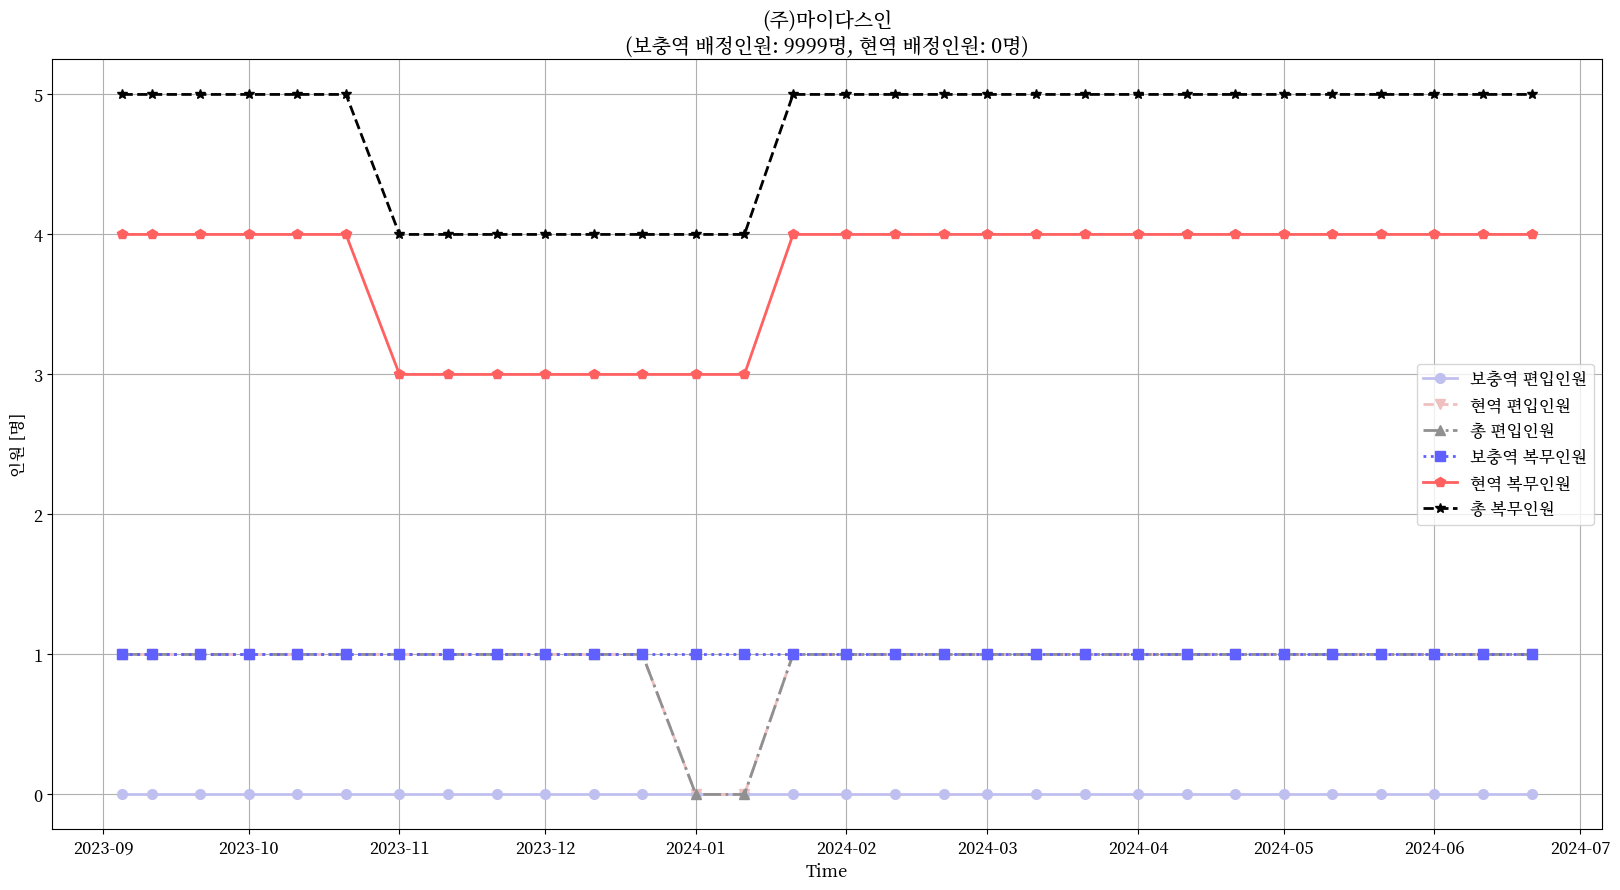 (주)마이다스인
(보충역 배정인원: 9999명, 현역 배정인원: 0명)
인원 [명]
5
4
3
2
1
0
보충역 편입인원
현역 편입인원
총 편입인원
보충역 복무인원
현역 복무인원
총 복무인원
2023-09 2023-10 2023-11 2023-12 2024-01 2024-02 2024-03 2024-04 2024-05 2024-06 2024-07
Time